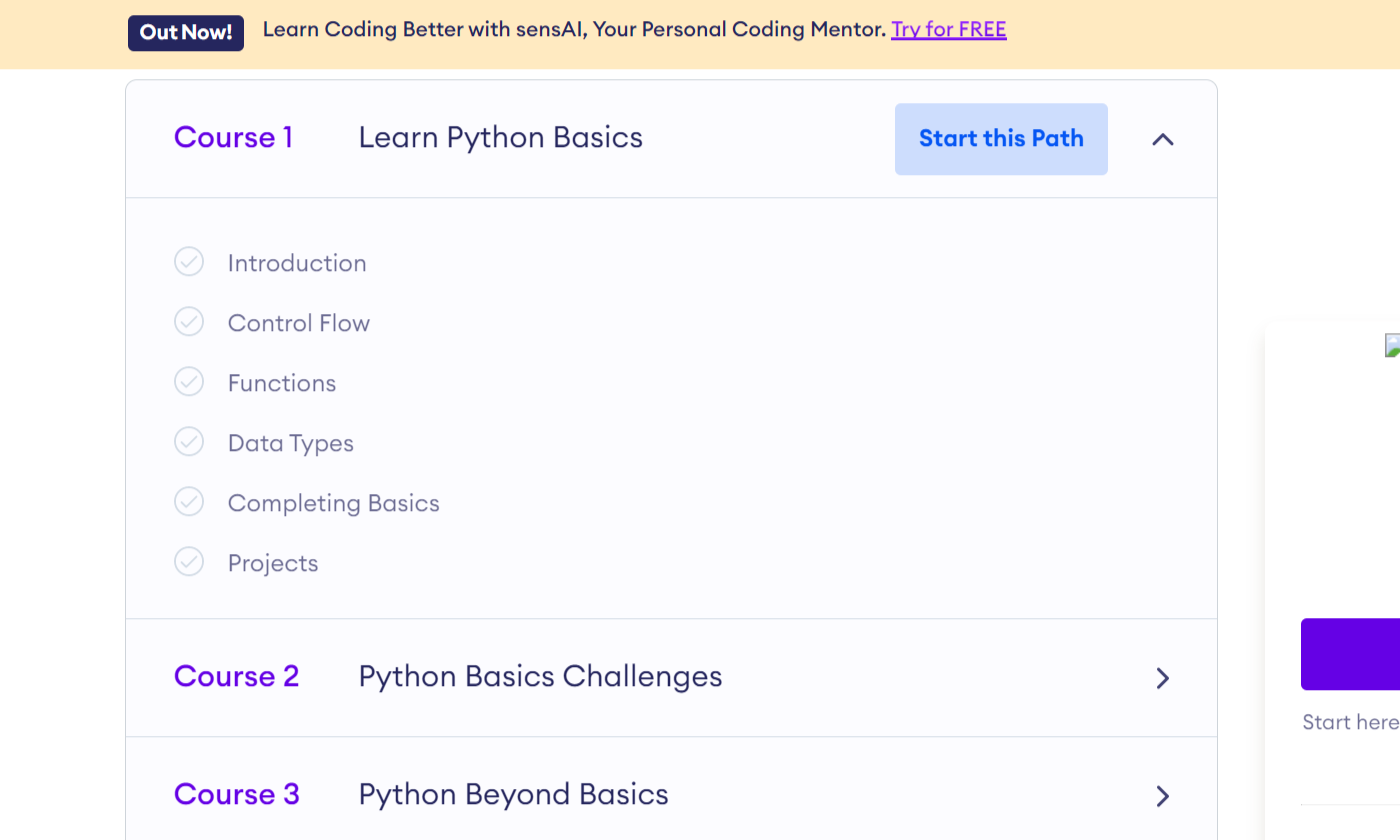 Out Now! Learn Coding Better with sensAI, Your Personal Coding Mentor. Try for FREE
Course 1 Learn Python Basics Start this Path
Introduction
Control Flow
Functions
Data Types
Completing Basics
Projects
Course 2 Python Basics Challenges
Start here
Course 3 Python Beyond Basics